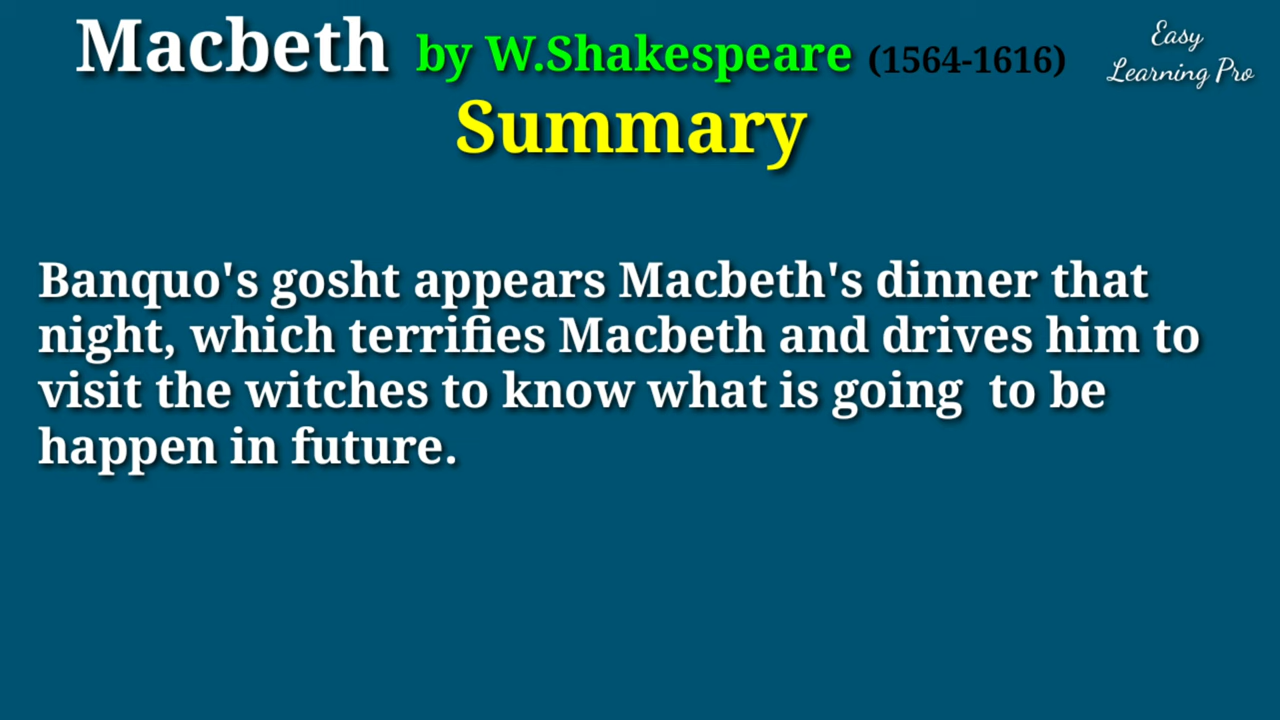 Macbeth by W.Shakespeare (1564-1616)
Easy
Learning Pro
Summary
Banquo's gosht appears Macbeth's dinner that
night, which terrifies Macbeth and drives him to
visit the witches to know what is going  to be
happen in future.